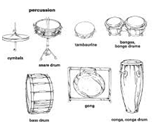 percussion
cymbals
snare drum
tambourine
bongos,
bongo drums
bass drum
gong
conga, conga drum